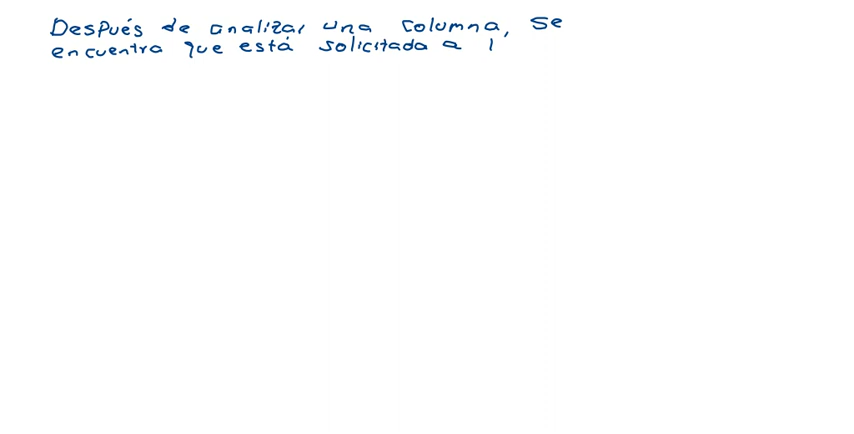 Después de analizar una columna, se
encuentra que está solicitada a